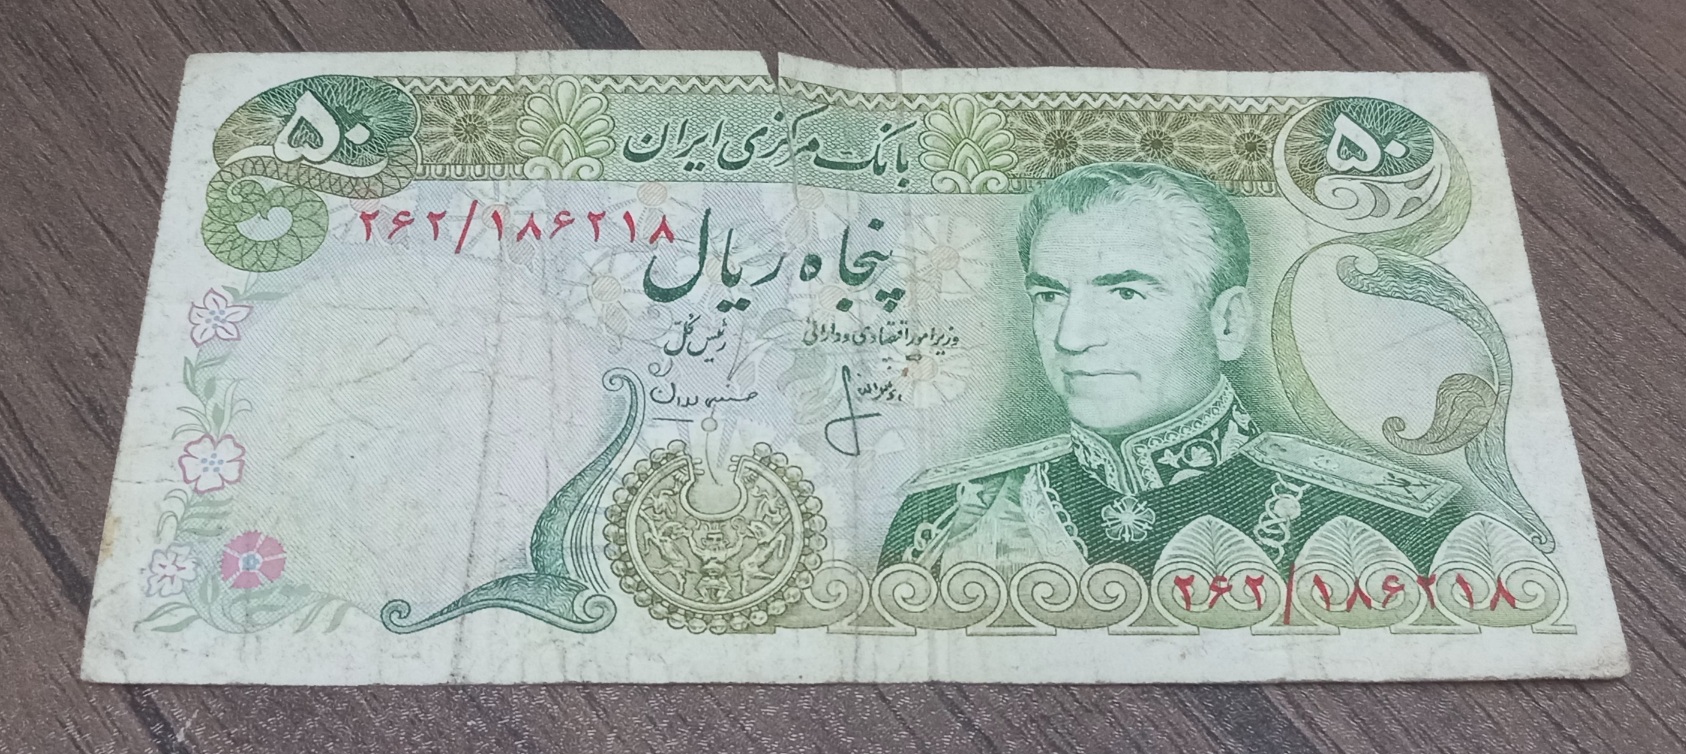 ۵۰
بانک مرکزی ایران
۵۰
۲۶۲/۱۸۶۲۱۸
پنجاه ریال
وزیر امور اقتصادی و دارائی
رئیس کلّ
۲۶۲/۱۸۶۲۱۸